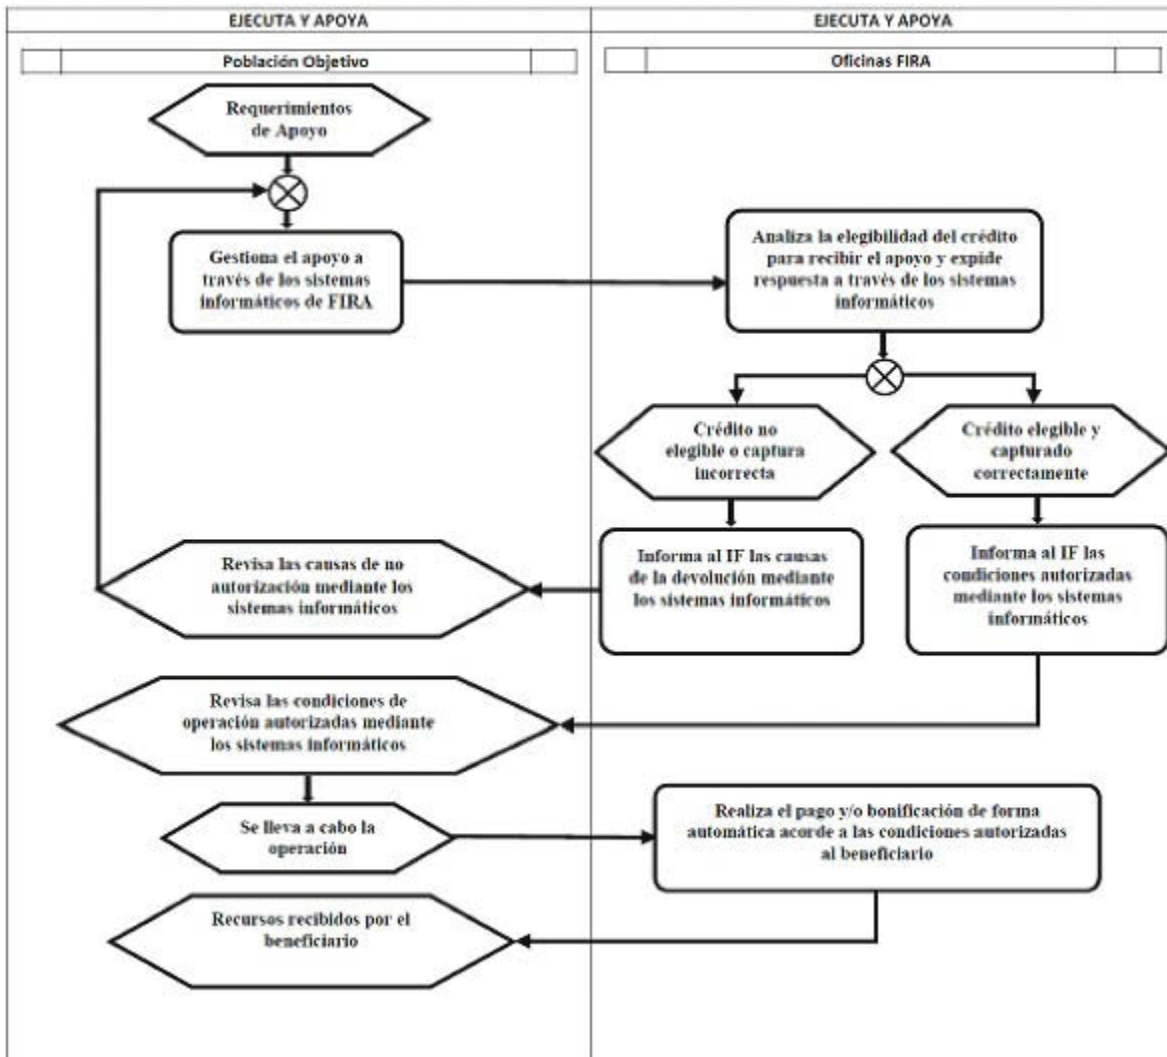 EJECUTA Y APOYA
EJECUTA Y APOYA
Población Objetivo
Oficinas FIRA
Requerimientos
de Apoyo
Gestiona el apoyo a
través de los sistemas
informáticos de FIRA
Analiza la elegibilidad del crédito
para recibir el apoyo y expide
respuesta a través de los sistemas
informáticos
Crédito no
elegible o captura
incorrecta
Crédito elegible y
capturado
correctamente
Informa al IF las causas
de la devolución mediante
los sistemas informáticos
Informa al IF las
condiciones autorizadas
mediante los sistemas
informáticos
Revisa las causas de no
autorización mediante los
sistemas informáticos
Revisa las condiciones de
operación autorizadas mediante
los sistemas informáticos
Se lleva a cabo la
operación
Realiza el pago y/o bonificación de forma
automática acorde a las condiciones autorizadas
al beneficiario
Recursos recibidos por el
beneficiario